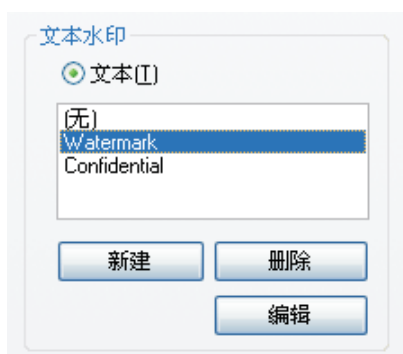 文本水印
文本(T)
(无)
Watermark
Confidential
新建
删除
编辑